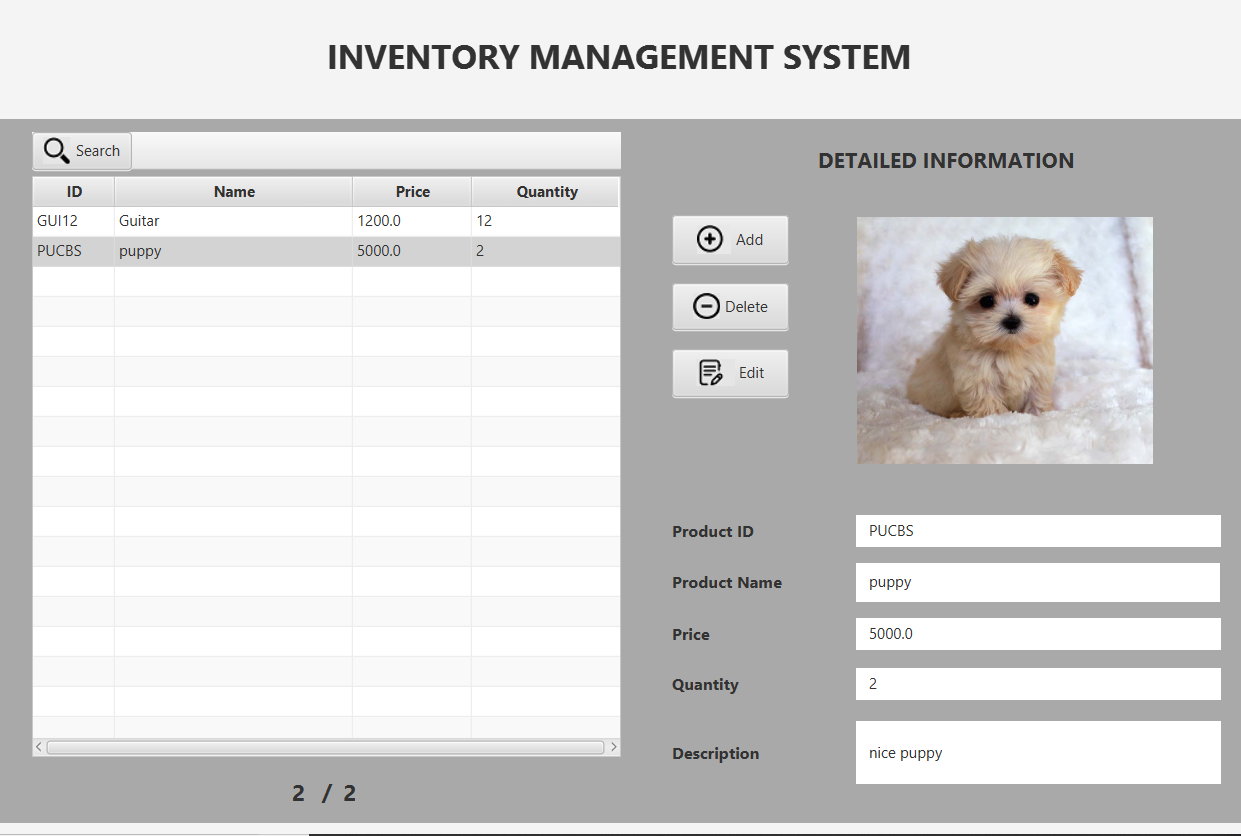 INVENTORY MANAGEMENT SYSTEM
Search
ID Name Price Quantity
GUI12 Guitar 1200.0 12
PUCBS puppy 5000.0 2
2 / 2
DETAILED INFORMATION
Add
Delete
Edit
Product ID PUCBS
Product Name puppy
Price 5000.0
Quantity 2
Description nice puppy